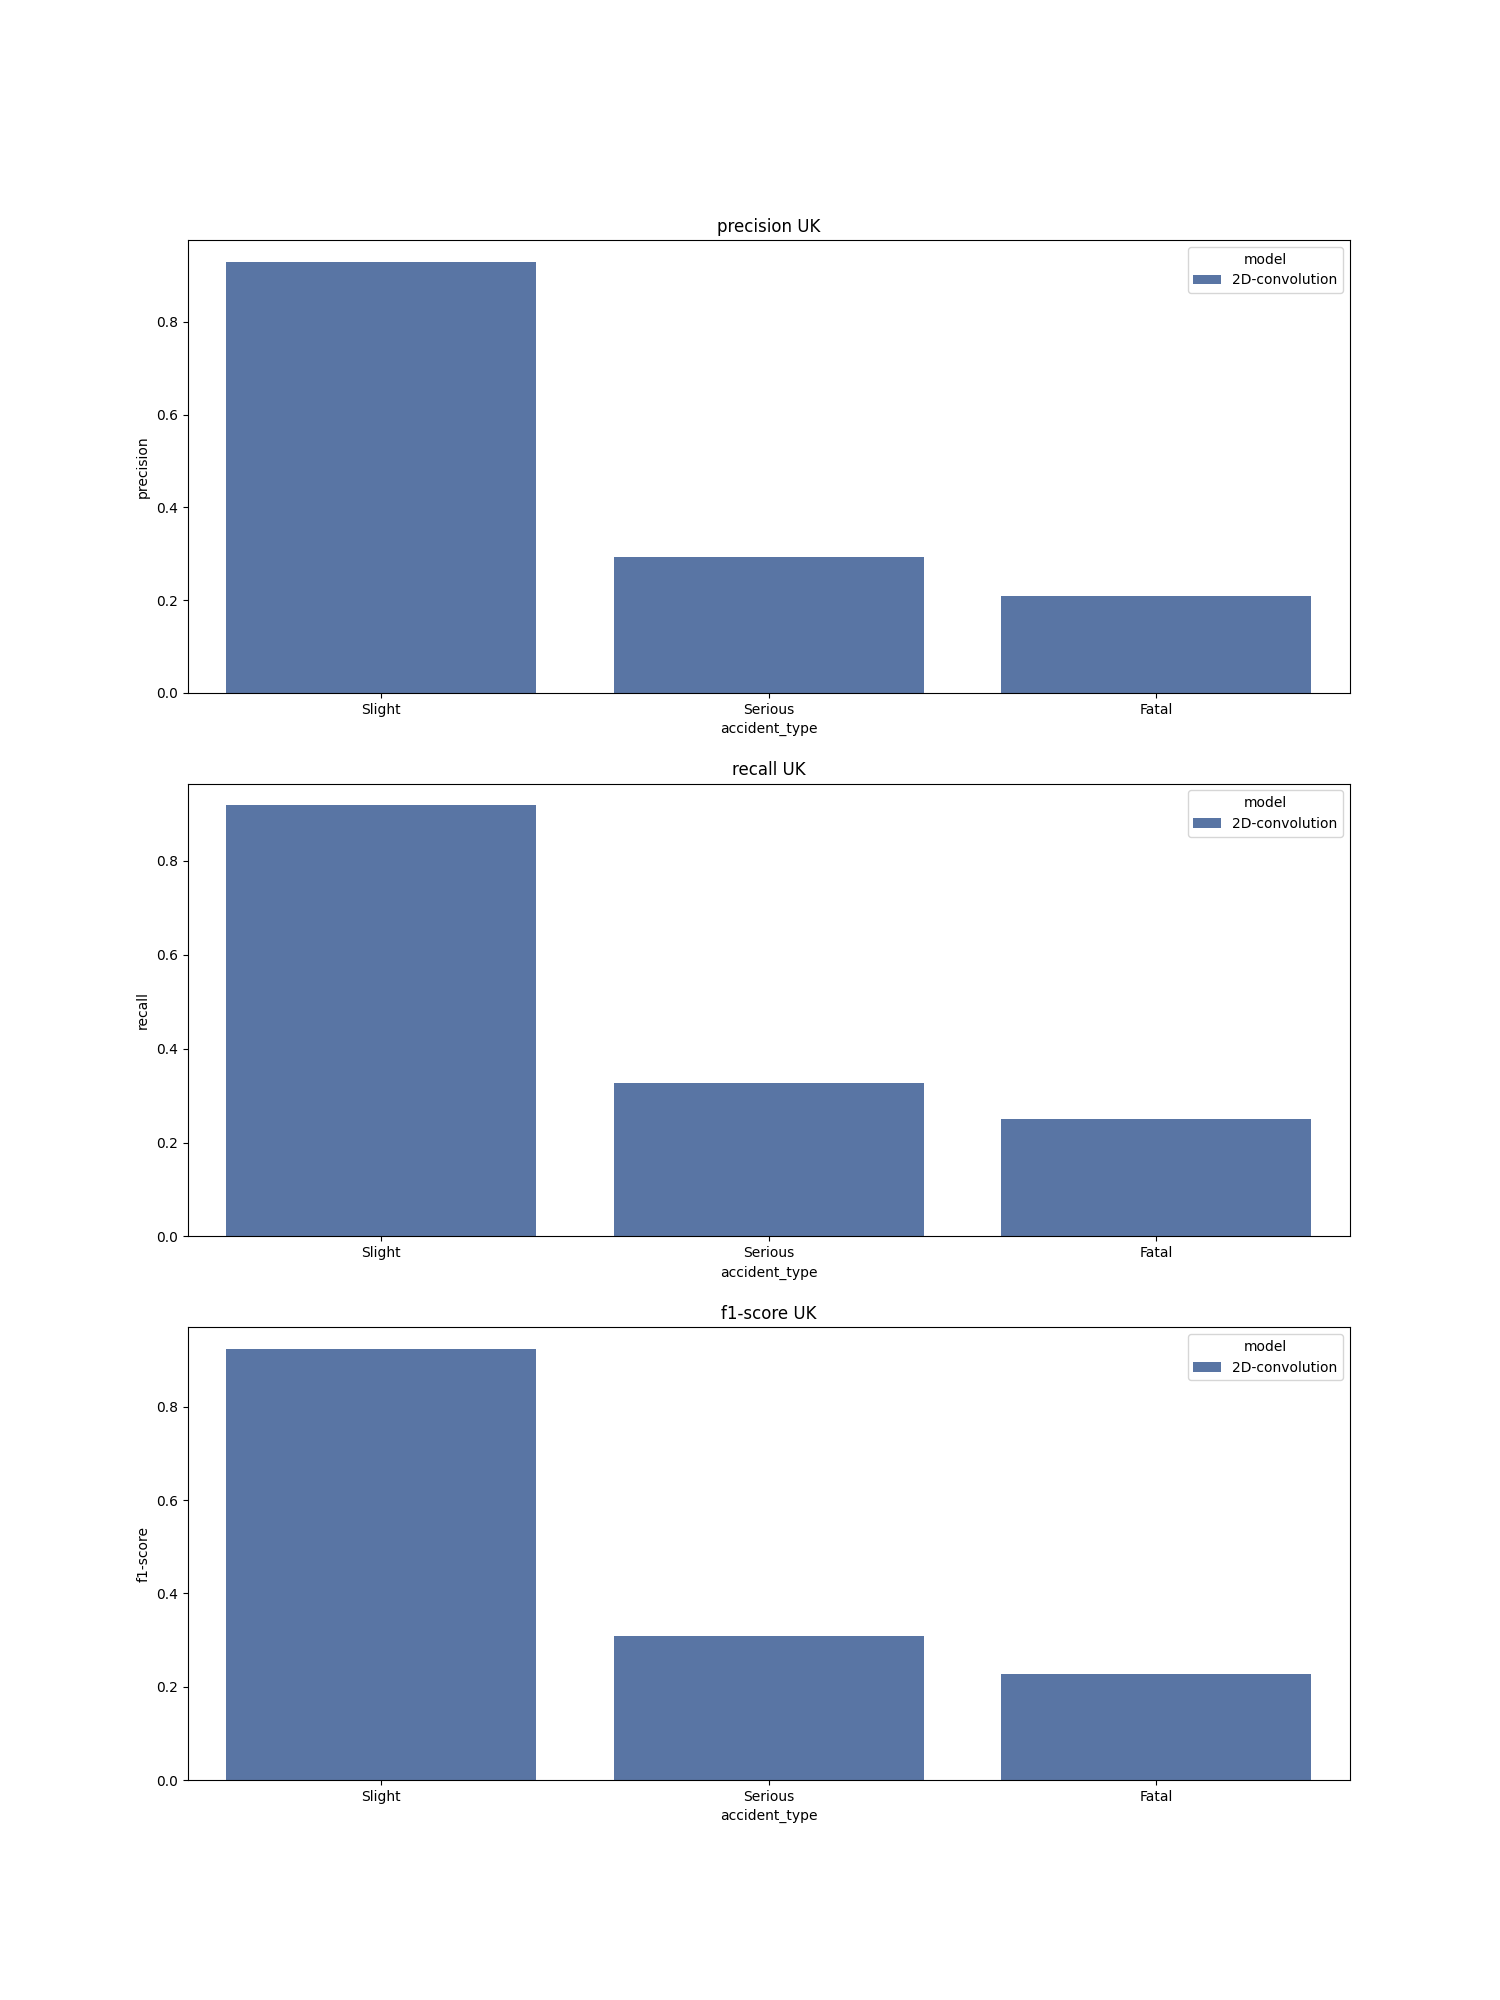 precision UK
model
2D-convolution
0.8
0.6
0.4
0.2
0.0
precision
Slight Serious Fatal
accident_type
recall UK
model
2D-convolution
0.8
0.6
0.4
0.2
0.0
recall
Slight Serious Fatal
accident_type
f1-score UK
model
2D-convolution
0.8
0.6
0.4
0.2
0.0
f1-score
Slight Serious Fatal
accident_type